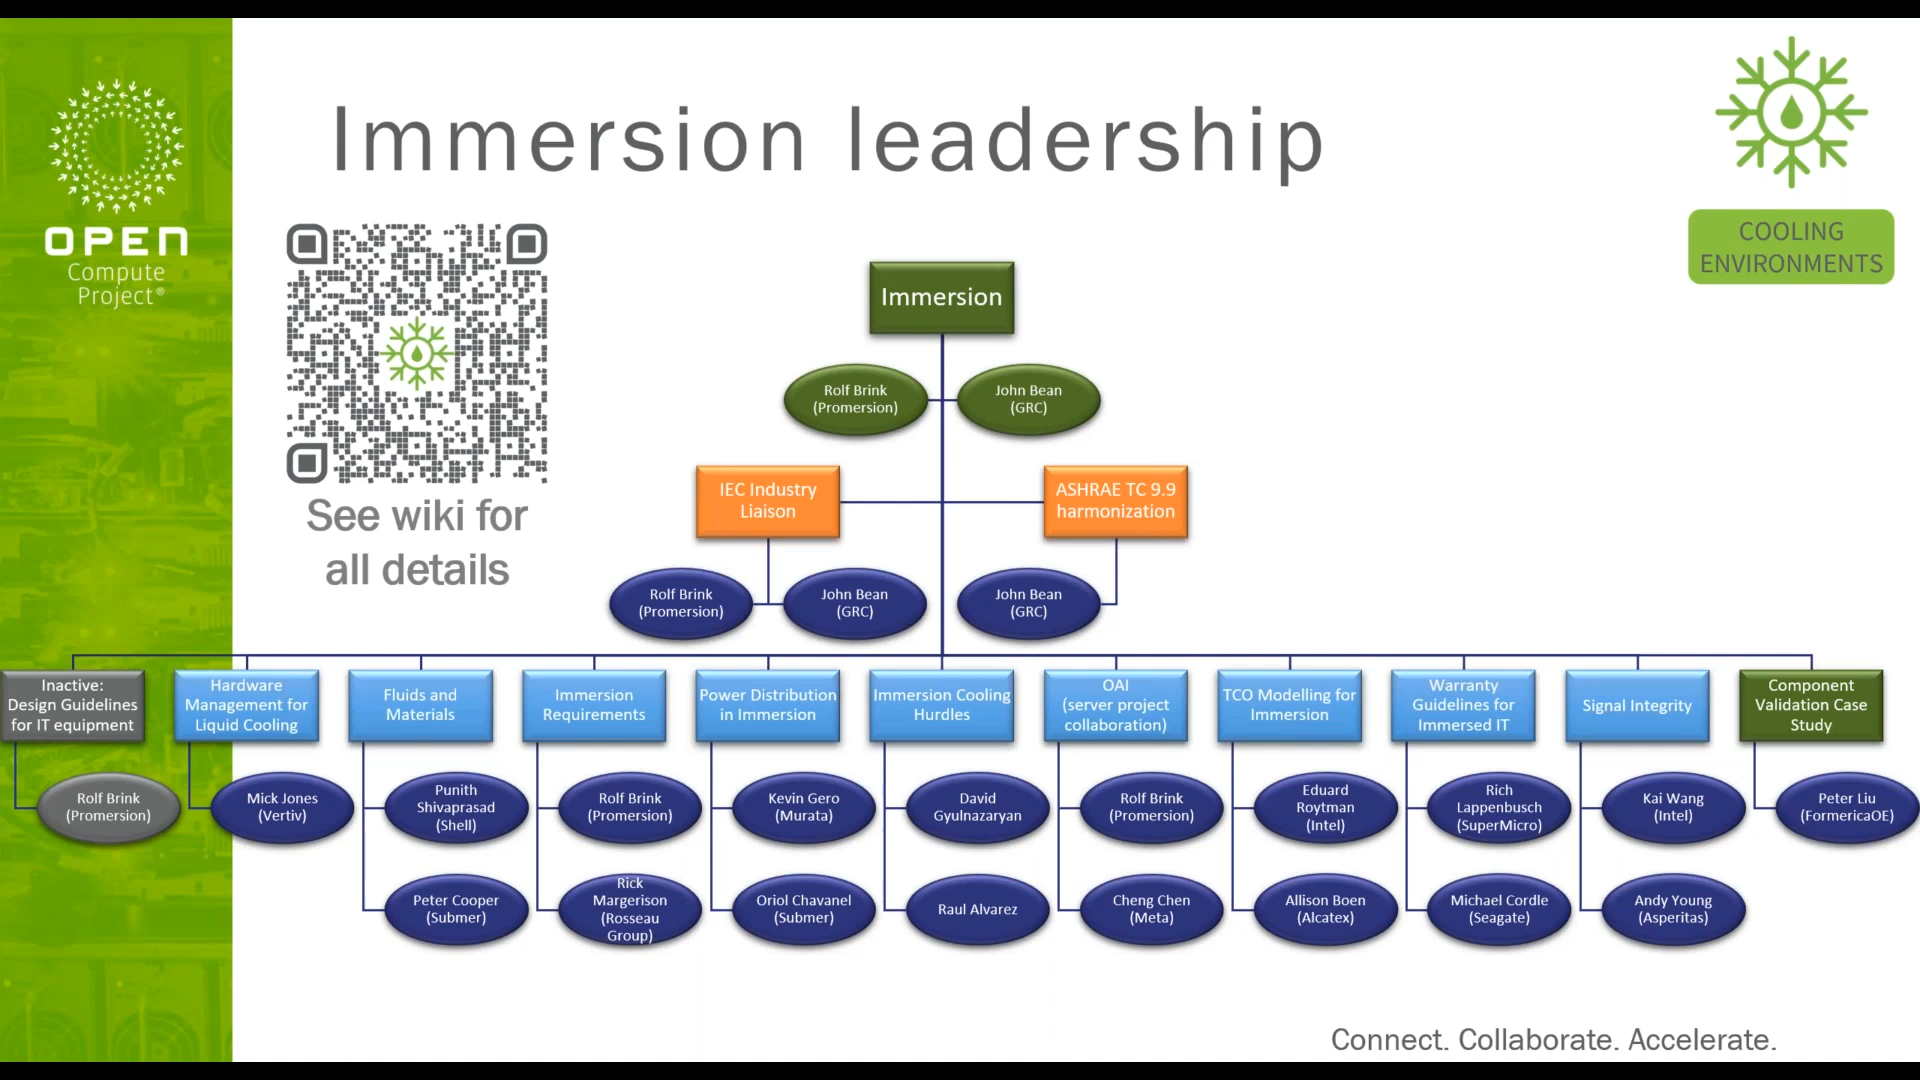 OPEN
Compute
Project®
Immersion leadership
COOLING
ENVIRONMENTS
See wiki for
all details
Immersion
Rolf Brink
(Promersion)
John Bean
(GRC)
IEC Industry
Liaison
ASHRAE TC 9.9
harmonization
Rolf Brink
(Promersion)
John Bean
(GRC)
John Bean
(GRC)
Inactive:
Design Guidelines
for IT equipment
Hardware
Management for
Liquid Cooling
Fluids and
Materials
Immersion
Requirements
Power Distribution
in Immersion
Immersion Cooling
Hurdles
OAI
(server project
collaboration)
TCO Modelling for
Immersion
Warranty
Guidelines for
Immersed IT
Signal Integrity
Component
Validation Case
Study
Rolf Brink
(Promersion)
Mick Jones
(Vertiv)
Punith
Shivaprasad
(Shell)
Rolf Brink
(Promersion)
Kevin Gero
(Murata)
David
Gyulnazaryan
Rolf Brink
(Promersion)
Eduard
Roytman
(Intel)
Rich
Lappenbusch
(SuperMicro)
Kai Wang
(Intel)
Peter Liu
(FormericaOE)
Peter Cooper
(Submer)
Rick
Margerison
(Rosseau
Group)
Oriol Chavanel
(Submer)
Raul Alvarez
Cheng Chen
(Meta)
Allison Boen
(Alcatex)
Michael Cordle
(Seagate)
Andy Young
(Asperitas)
Connect. Collaborate. Accelerate.